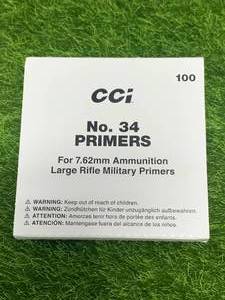 100
CCI
No. 34
PRIMERS
For 7.62mm Ammunition
Large Rifle Military Primers
WARNING: Keep out of reach of children.
WARNUNG: Zündhütchen für Kinder unzugänglich aufbewahren.
ATTENTION: Amorces tenir hors de portée des enfants.
ATENCIÓN: Mantengase fuera del alcance de los niños.